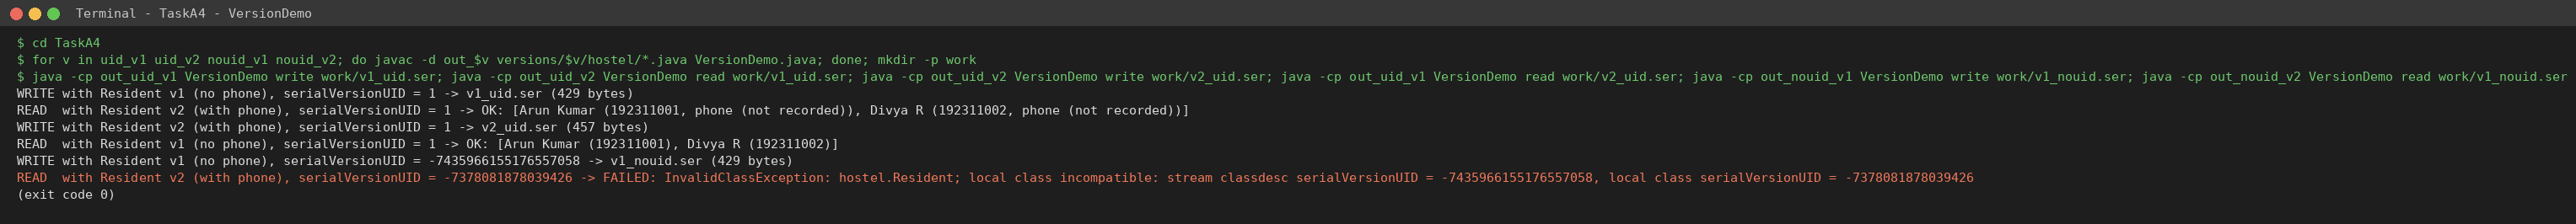 Terminal - TaskA4 - VersionDemo
$ cd TaskA4
$ for v in uid_v1 uid_v2 nouid_v1 nouid_v2; do javac -d out_$v versions/$v/hostel/*.java VersionDemo.java; done; mkdir -p work
$ java -cp out_uid_v1 VersionDemo write work/v1_uid.ser; java -cp out_uid_v2 VersionDemo read work/v1_uid.ser; java -cp out_uid_v2 VersionDemo write work/v2_uid.ser; java -cp out_uid_v1 VersionDemo read work/v2_uid.ser; java -cp out_nouid_v1 VersionDemo write work/v1_nouid.ser; java -cp out_nouid_v2 VersionDemo read work/v1_nouid.ser
WRITE with Resident v1 (no phone), serialVersionUID = 1 -> v1_uid.ser (429 bytes)
READ  with Resident v2 (with phone), serialVersionUID = 1 -> OK: [Arun Kumar (192311001, phone (not recorded)), Divya R (192311002, phone (not recorded))]
WRITE with Resident v2 (with phone), serialVersionUID = 1 -> v2_uid.ser (457 bytes)
READ  with Resident v1 (no phone), serialVersionUID = 1 -> OK: [Arun Kumar (192311001), Divya R (192311002)]
WRITE with Resident v1 (no phone), serialVersionUID = -7435966155176557058 -> v1_nouid.ser (429 bytes)
READ  with Resident v2 (with phone), serialVersionUID = -7378081878039426 -> FAILED: InvalidClassException: hostel.Resident; local class incompatible: stream classdesc serialVersionUID = -7435966155176557058, local class serialVersionUID = -7378081878039426
(exit code 0)